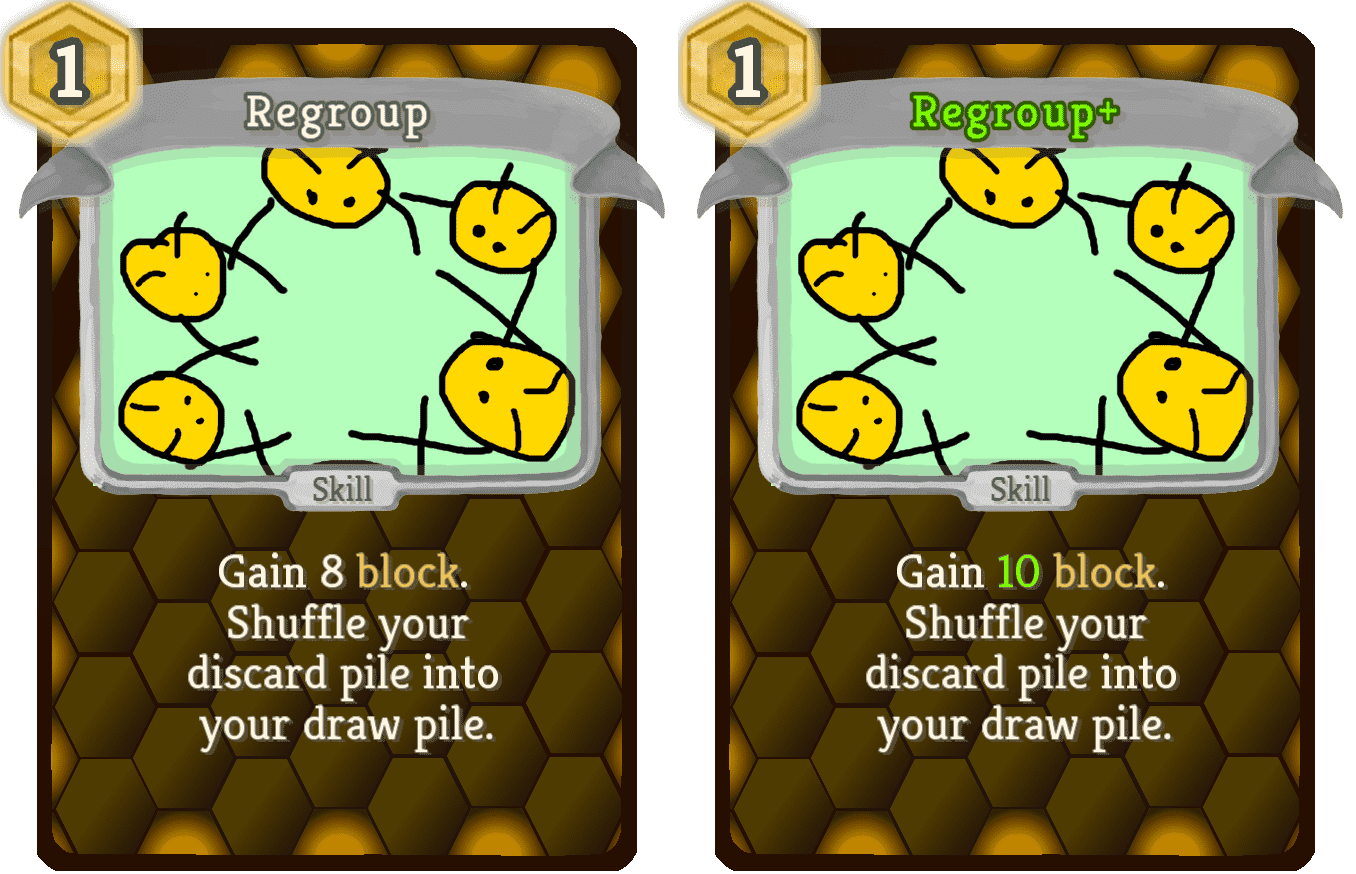 1
Regroup
Skill
Gain 8 block.
Shuffle your
discard pile into
your draw pile.
1
Regroup+
Skill
Gain 10 block.
Shuffle your
discard pile into
your draw pile.